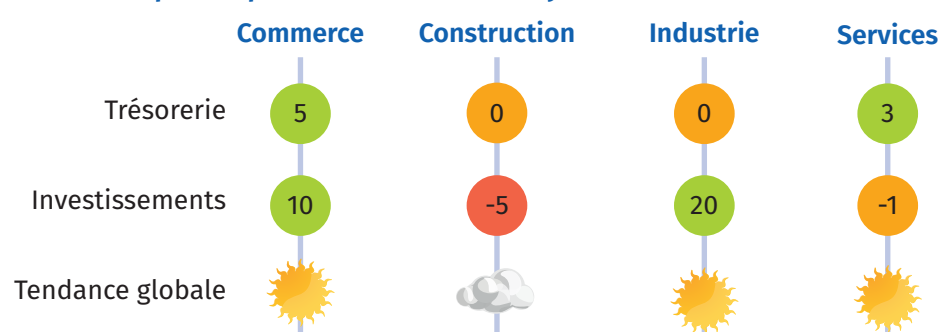 Commerce Construction Industrie Services
Trésorerie 5 0 0 3
Investissements 10 -5 20 -1
Tendance globale